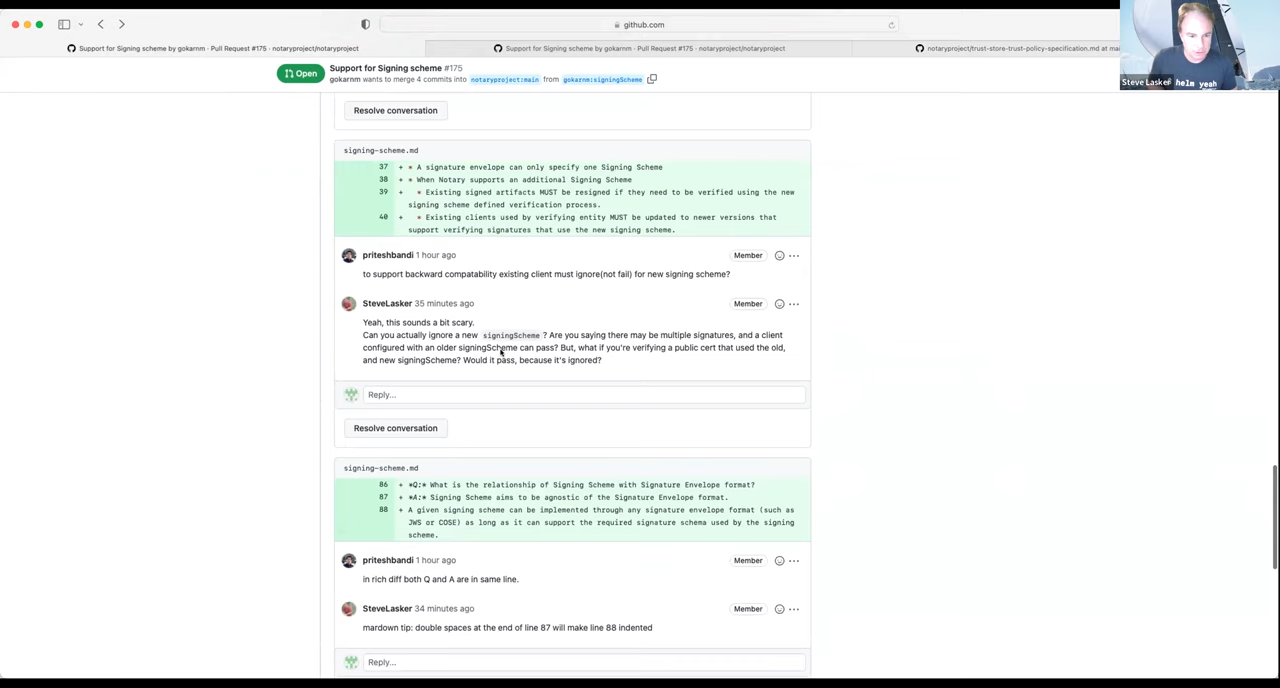 github.com
Support for Signing scheme by gokarnm · Pull Request #175 · notaryproject/notaryproject
Support for Signing scheme by gokarnm · Pull Request #175 · notaryproject/notaryproject
notaryproject/trust-store-trust-policy-specification.md at mai
Steve Lasker
helm yeah
Open
Support for Signing scheme #175
gokarnm wants to merge 4 commits into notaryproject:main from gokarnm:signingScheme
Resolve conversation
signing-scheme.md
37 + * A signature envelope can only specify one Signing Scheme
38 + * When Notary supports an additional Signing Scheme
39 + * Existing signed artifacts MUST be resigned if they need to be verified using the new
signing scheme defined verification process.
40 + * Existing clients used by verifying entity MUST be updated to newer versions that
support verifying signatures that use the new signing scheme.
priteshbandi 1 hour ago Member
to support backward compatability existing client must ignore(not fail) for new signing scheme?
SteveLasker 35 minutes ago Member
Yeah, this sounds a bit scary.
Can you actually ignore a new signingScheme ? Are you saying there may be multiple signatures, and a client
configured with an older signingScheme can pass? But, what if you're verifying a public cert that used the old,
and new signingScheme? Would it pass, because it's ignored?
Reply...
Resolve conversation
signing-scheme.md
86 + *Q:* What is the relationship of Signing Scheme with Signature Envelope format?
87 + *A:* Signing Scheme aims to be agnostic of the Signature Envelope format.
88 + A given signing scheme can be implemented through any signature envelope format (such as
JWS or COSE) as long as it can support the required signature schema used by the signing
scheme.
priteshbandi 1 hour ago Member
in rich diff both Q and A are in same line.
SteveLasker 34 minutes ago Member
mardown tip: double spaces at the end of line 87 will make line 88 indented
Reply...